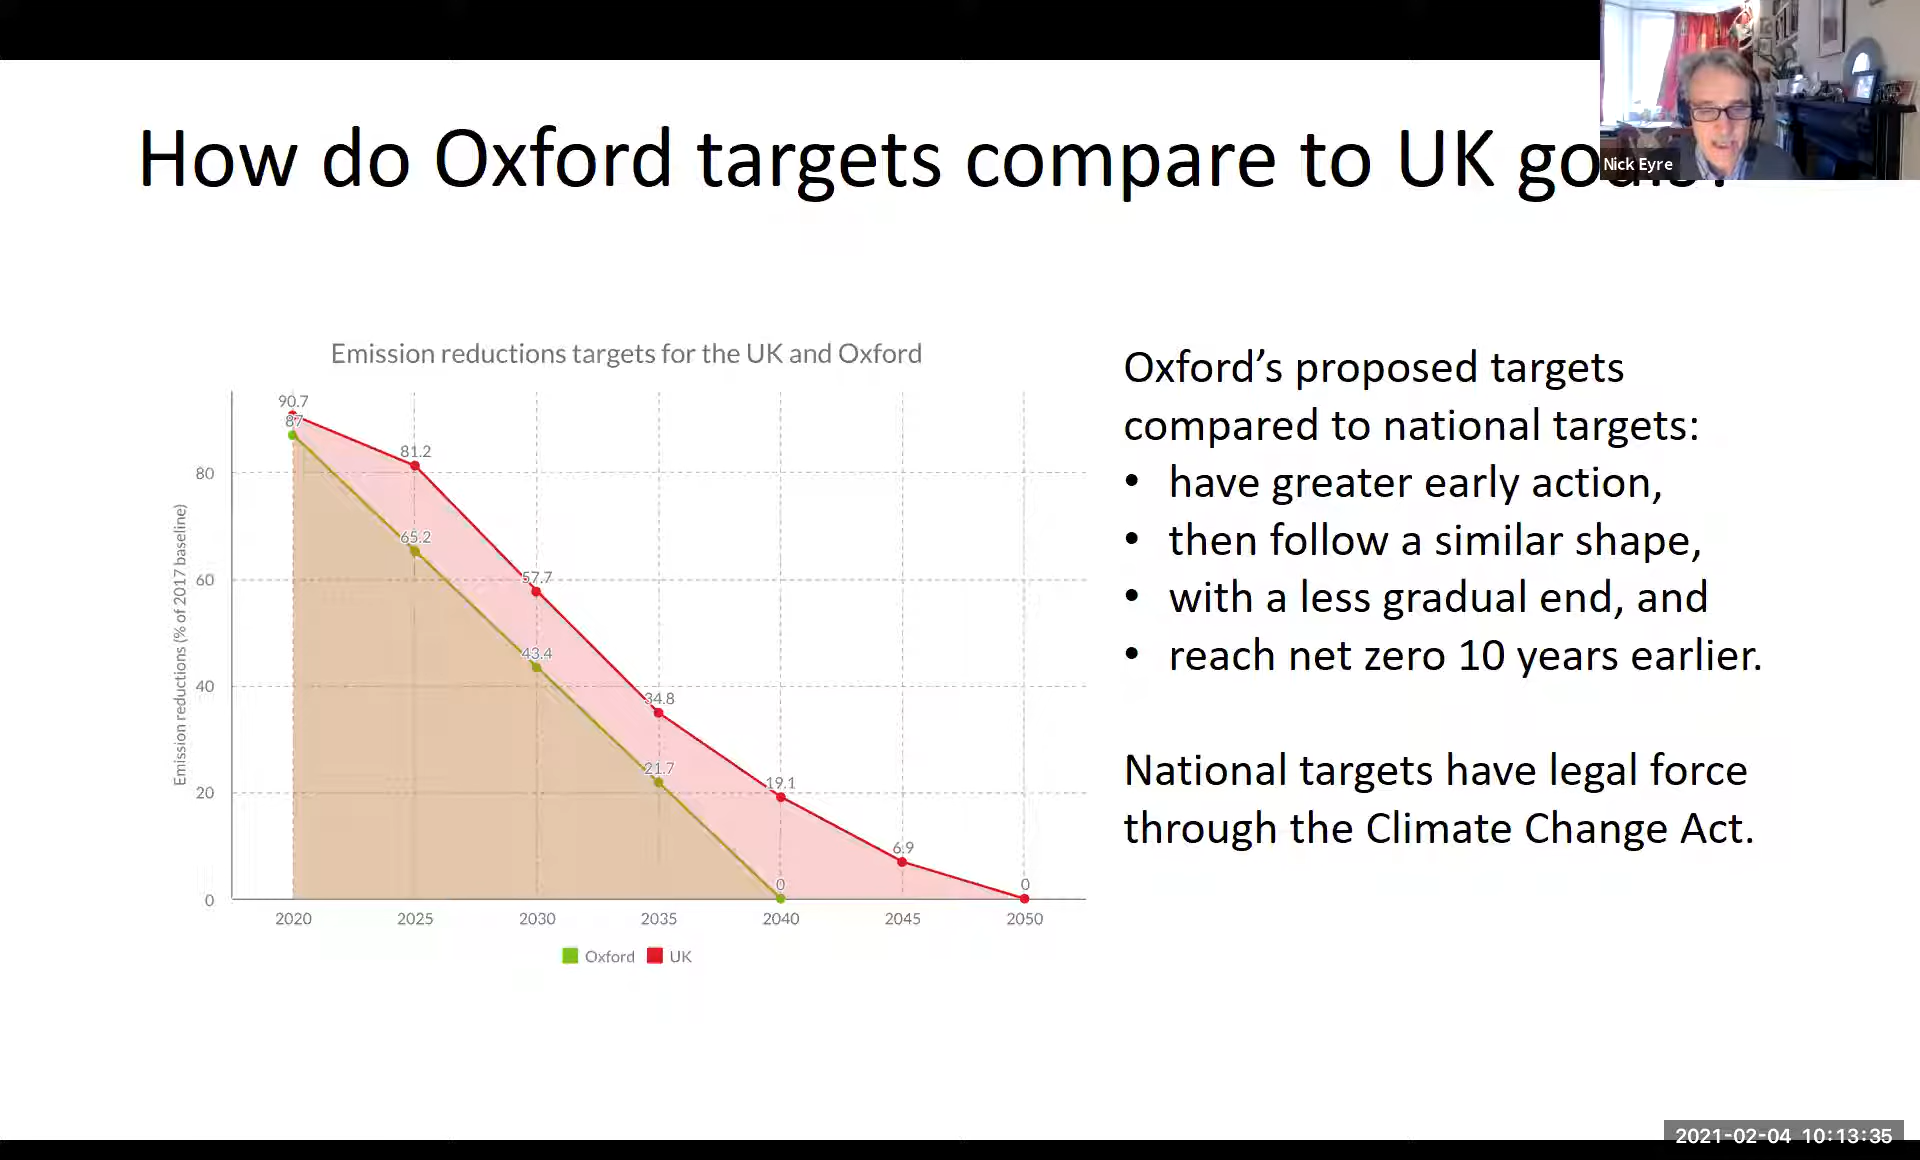 How do Oxford targets compare to UK
Nick Eyre
Emission reductions targets for the UK and Oxford
Emission reductions (% of 2017 baseline)
80
60
40
20
0
90.7
87
81.2
65.2
57.7
43.4
34.8
21.7
19.1
0
6.9
0
2020 2025 2030 2035 2040 2045 2050
Oxford UK
Oxford’s proposed targets
compared to national targets:
• have greater early action,
• then follow a similar shape,
• with a less gradual end, and
• reach net zero 10 years earlier.
National targets have legal force
through the Climate Change Act.
2021-02-04 10:13:35